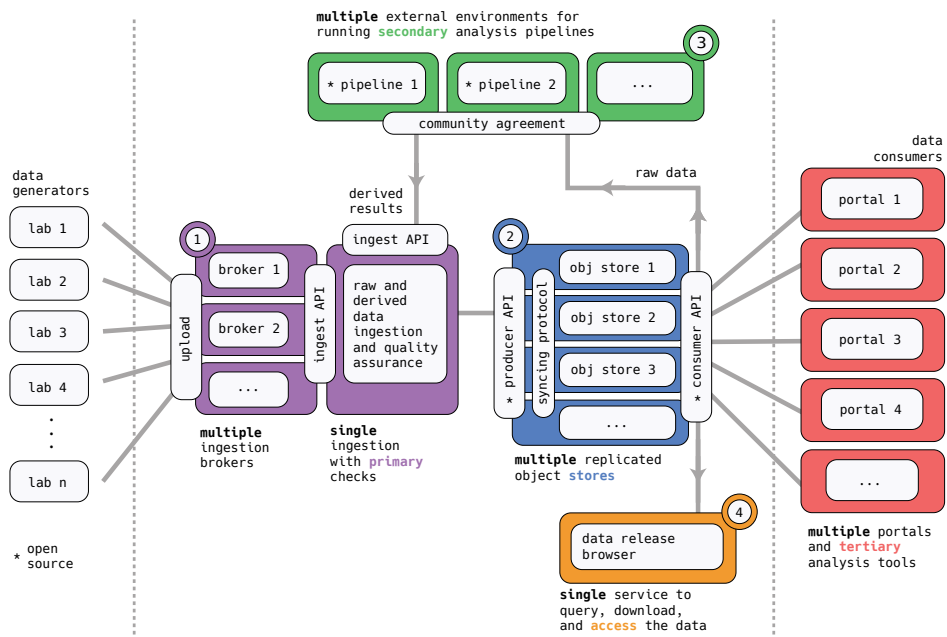 multiple external environments for
running secondary analysis pipelines
3
* pipeline 1
* pipeline 2
...
community agreement
data
generators
lab 1
lab 2
lab 3
lab 4
.
.
.
lab n
* open
source
derived
results
raw data
1
upload
broker 1
broker 2
...
ingest API
multiple
ingestion
brokers
ingest API
raw and
derived
data
ingestion
and quality
assurance
single
ingestion
with primary
checks
2
* producer API
syncing protocol
obj store 1
obj store 2
obj store 3
...
* consumer API
multiple replicated
object stores
4
data release
browser
single service to
query, download,
and access the data
data
consumers
portal 1
portal 2
portal 3
portal 4
...
multiple portals
and tertiary
analysis tools